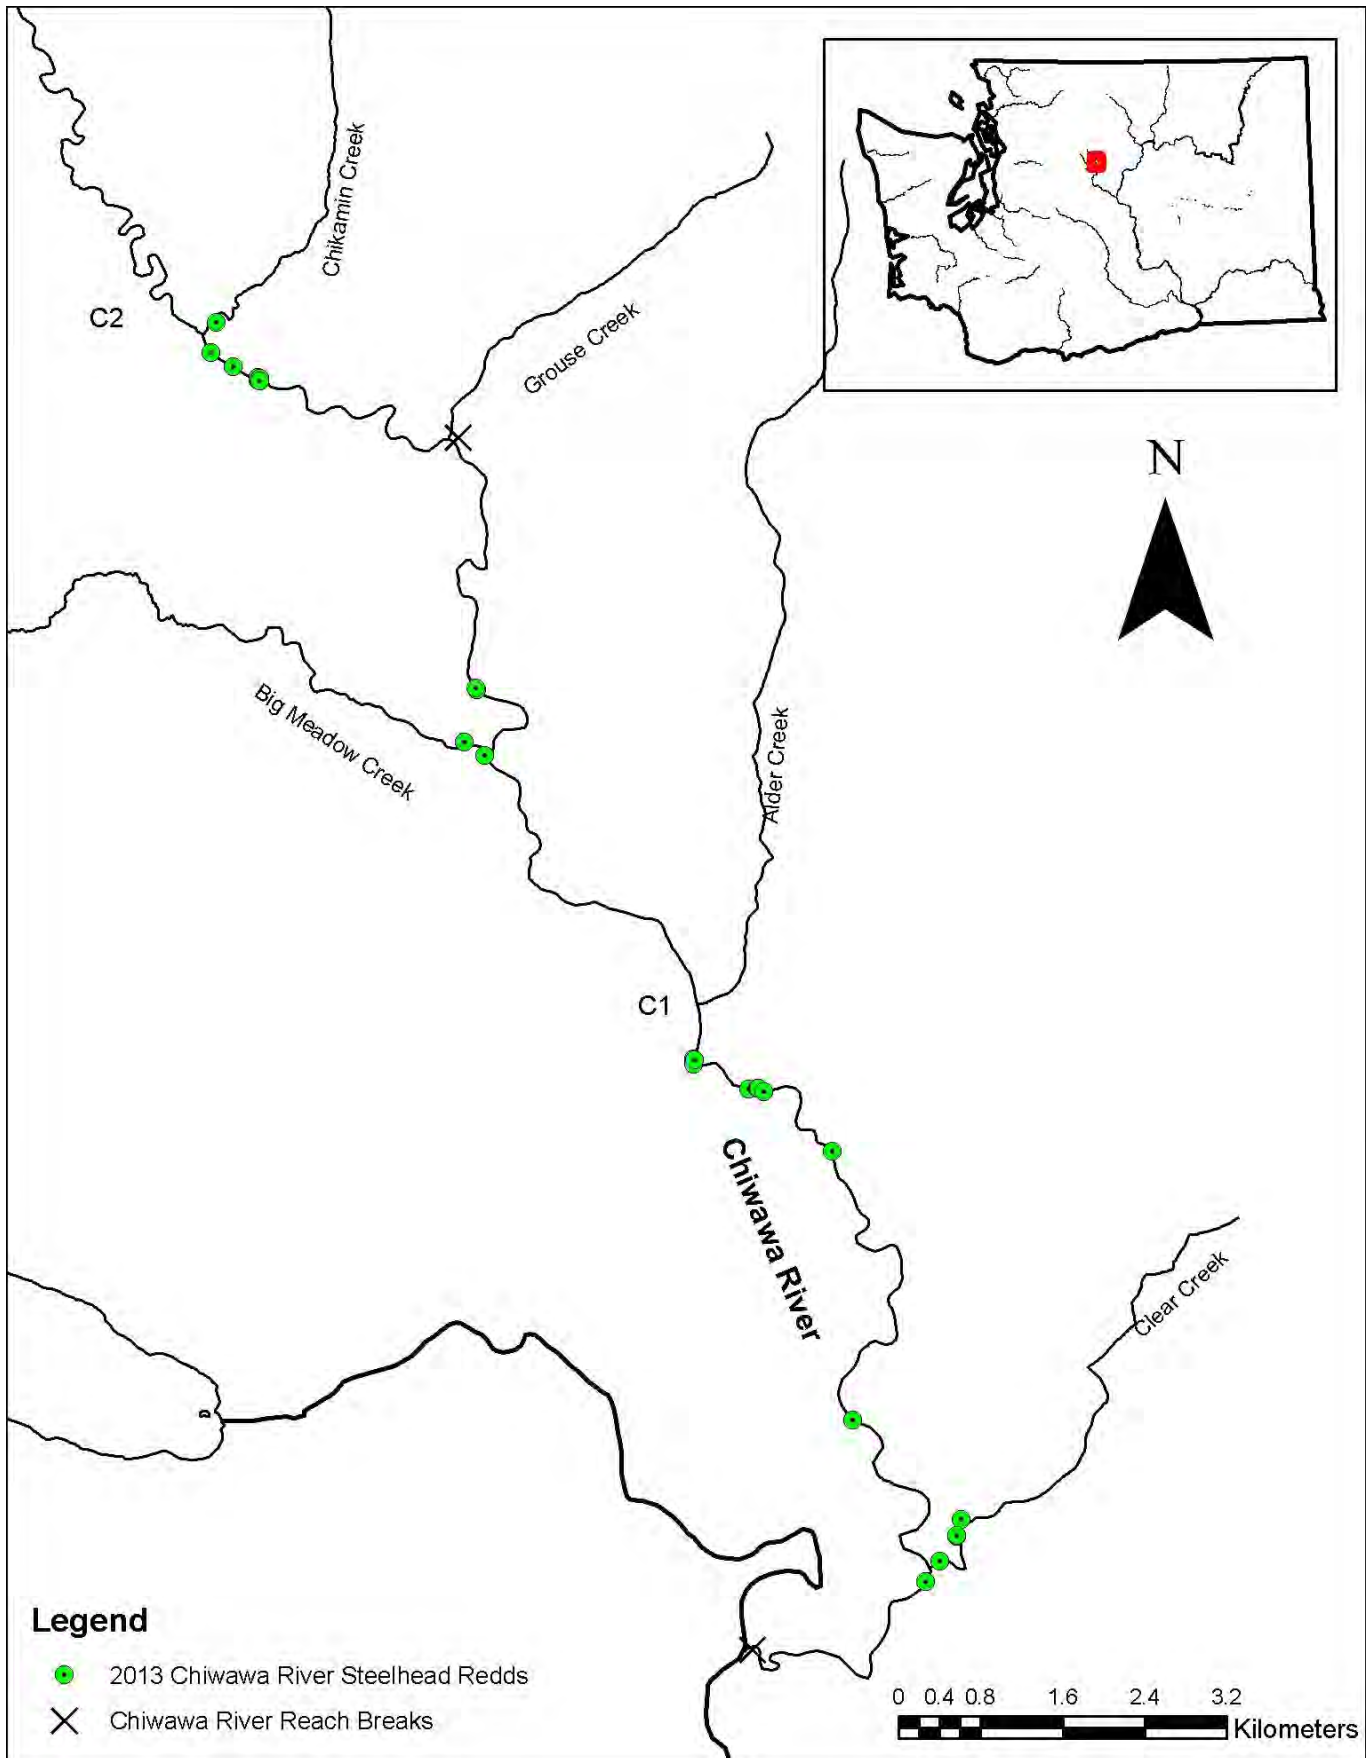 Chikamin Creek
C2
Grouse Creek
N
Big Meadow Creek
Alder Creek
C1
Chiwawa River
Clear Creek
Legend
2013 Chiwawa River Steelhead Redds
Chiwawa River Reach Breaks
0 0.4 0.8 1.6 2.4 3.2
Kilometers